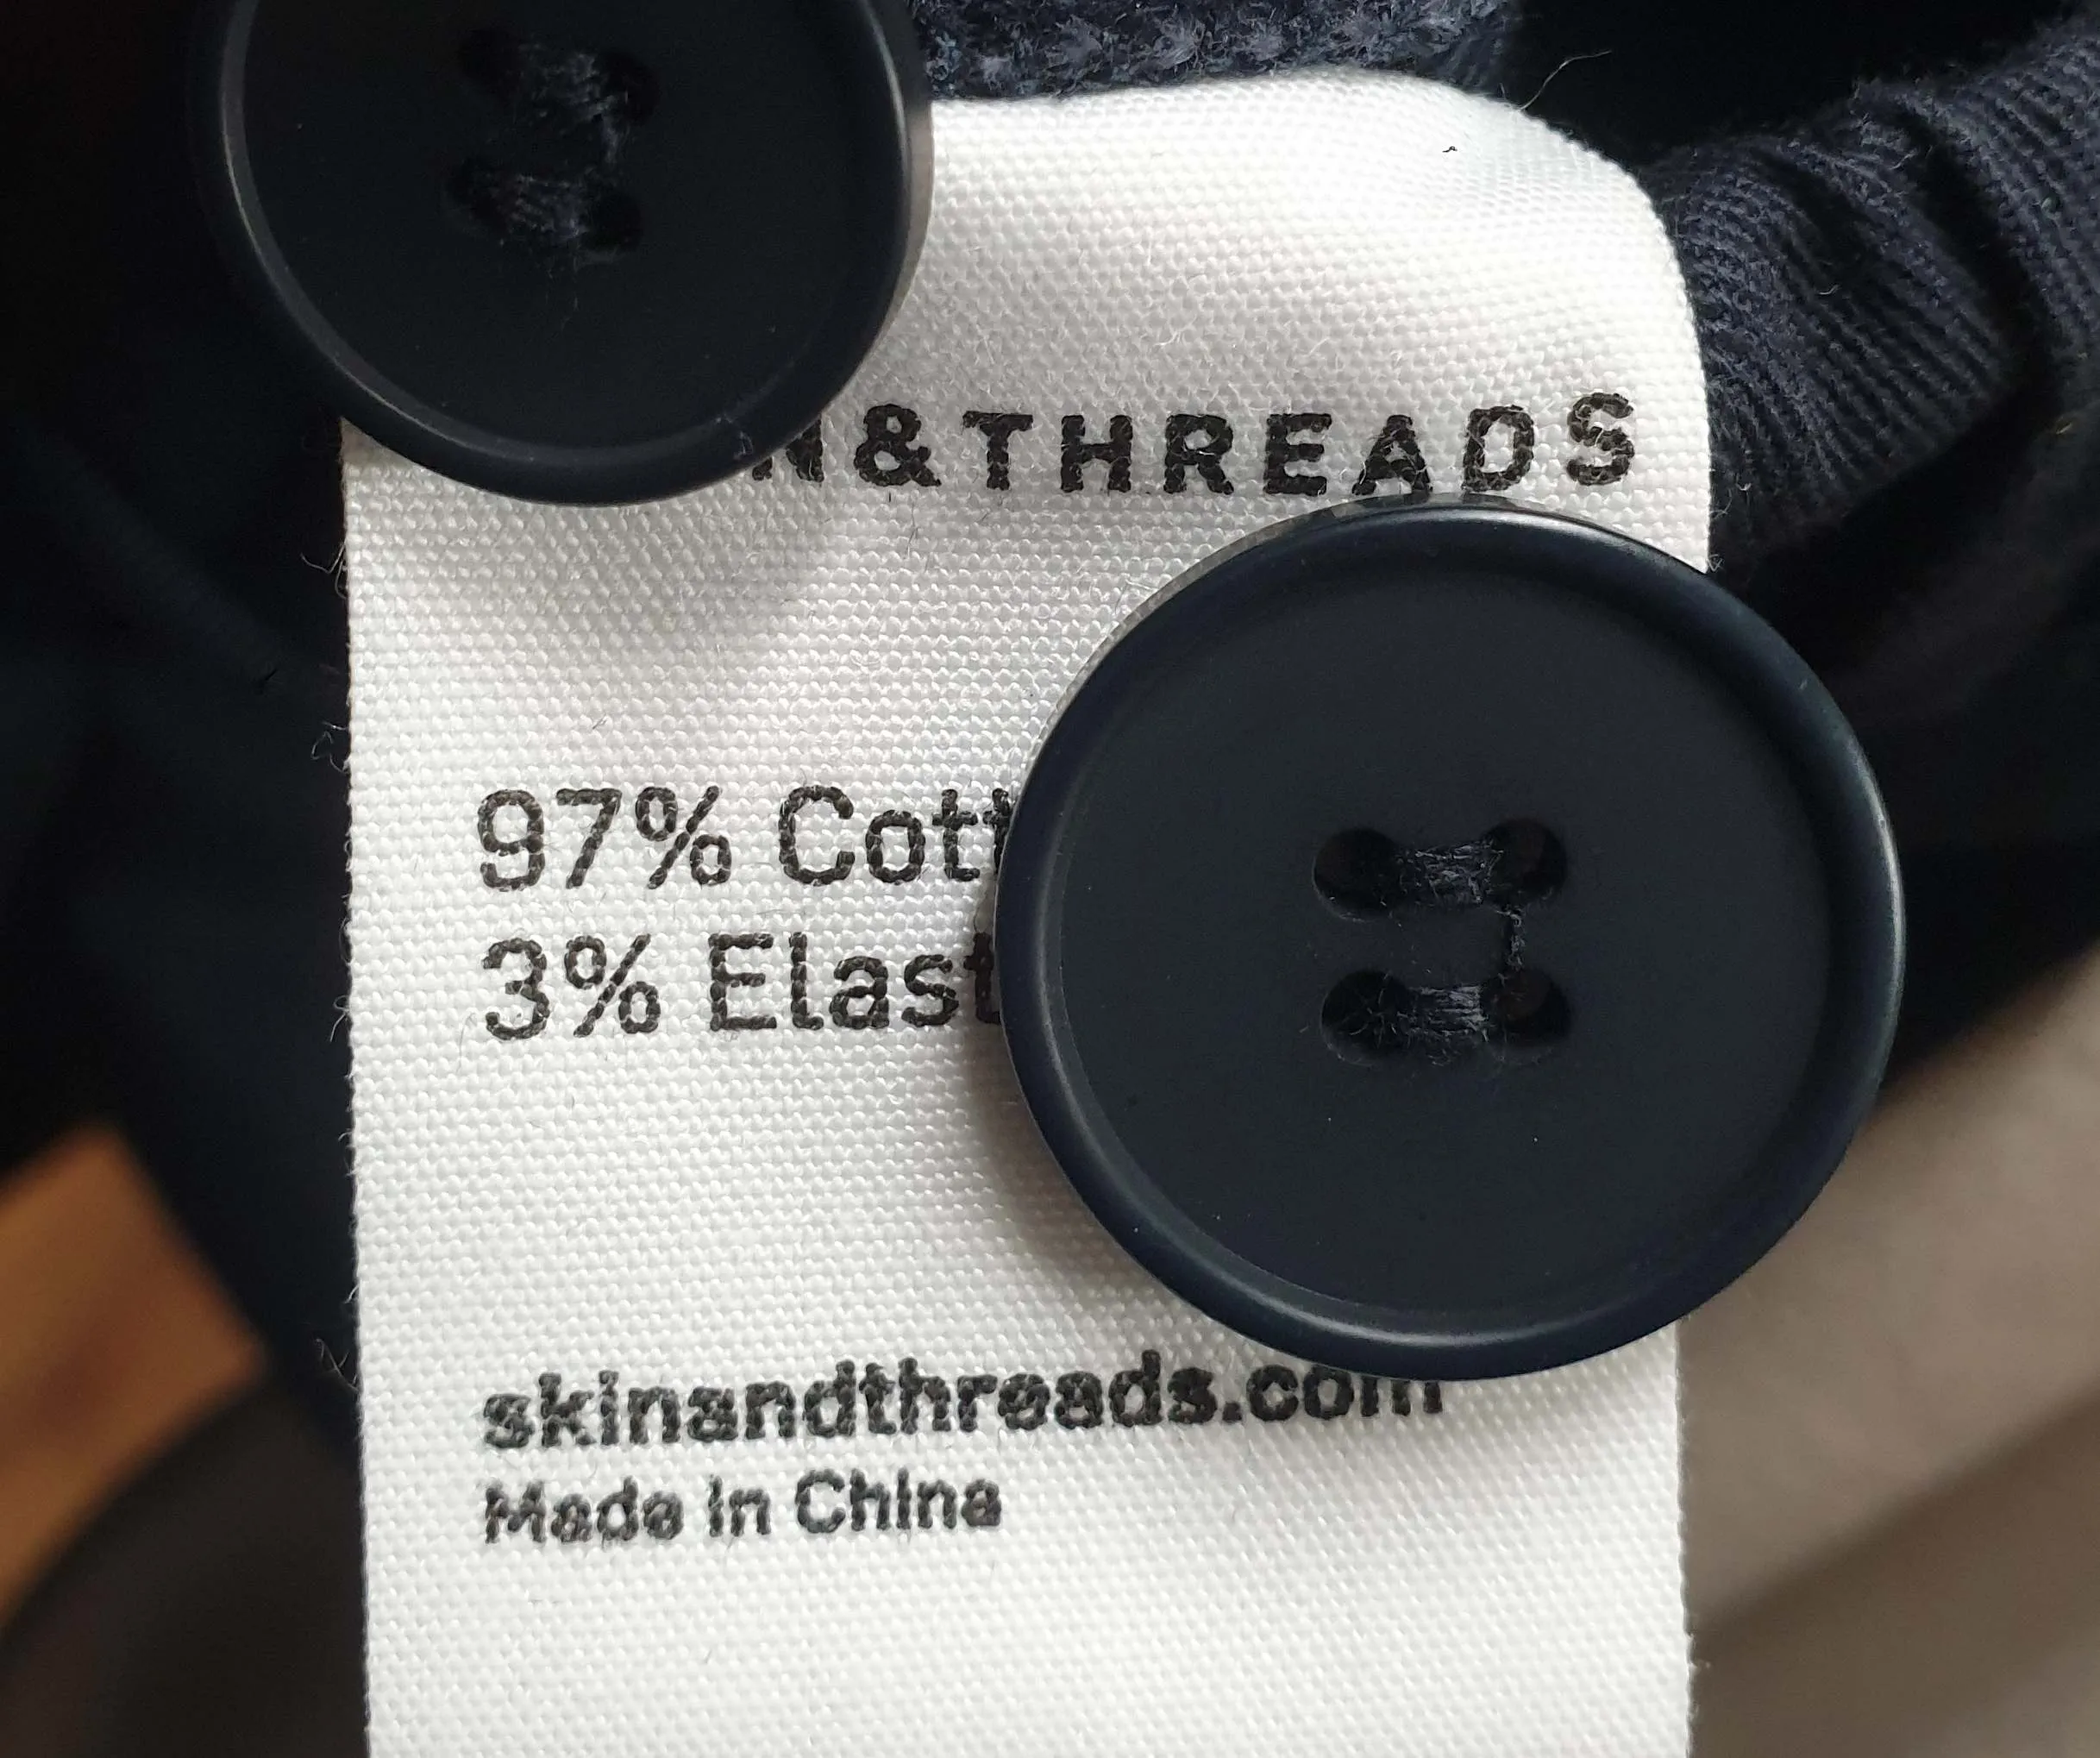 N&THREADS
97% Cott
3% Elast
skinandthreads.com
Made in China